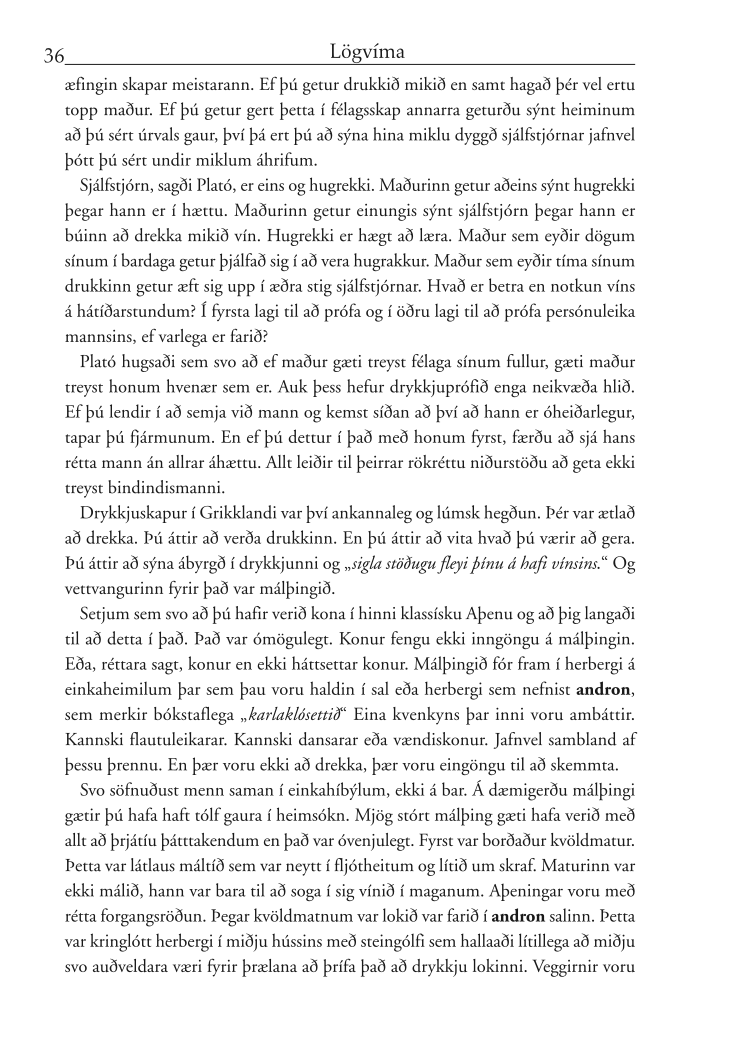 36
Lögvíma
æfingin skapar meistarann. Ef þú getur drukkið mikið en samt hagað þér vel ertu
topp maður. Ef þú getur gert þetta í félagsskap annarra geturðu sýnt heiminum
að þú sért úrvals gaur, því þá ert þú að sýna hina miklu dyggð sjálfstjórnar jafnvel
þótt þú sért undir miklum áhrifum.
Sjálfstjórn, sagði Plató, er eins og hugrekki. Maðurinn getur aðeins sýnt hugrekki
þegar hann er í hættu. Maðurinn getur einungis sýnt sjálfstjórn þegar hann er
búinn að drekka mikið vín. Hugrekki er hægt að læra. Maður sem eyðir dögum
sínum í bardaga getur þjálfað sig í að vera hugrakkur. Maður sem eyðir tíma sínum
drukkinn getur æft sig upp í æðra stig sjálfstjórnar. Hvað er betra en notkun víns
á hátíðarstundum? Í fyrsta lagi til að prófa og í öðru lagi til að prófa persónuleika
mannsins, ef varlega er farið?
Plató hugsaði sem svo að ef maður gæti treyst félaga sínum fullur, gæti maður
treyst honum hvenær sem er. Auk þess hefur drykkjuprófið enga neikvæða hlið.
Ef þú lendir í að semja við mann og kemst síðan að því að hann er óheiðarlegur,
tapar þú fjármunum. En ef þú dettur í það með honum fyrst, færðu að sjá hans
rétta mann án allrar áhættu. Allt leiðir til þeirrar rökréttu niðurstöðu að geta ekki
treyst bindindismanni.
Drykkjuskapur í Grikklandi var því ankannaleg og lúmsk hegðun. Þér var ætlað
að drekka. Þú áttir að verða drukkinn. En þú áttir að vita hvað þú værir að gera.
Þú áttir að sýna ábyrgð í drykkjunni og „sigla stöðugu fleyi þínu á hafi vínsins.“ Og
vettvangurinn fyrir það var málþingið.
Setjum sem svo að þú hafir verið kona í hinni klassísku Aþenu og að þig langaði
til að detta í það. Það var ómögulegt. Konur fengu ekki inngöngu á málþingin.
Eða, réttara sagt, konur en ekki háttsettar konur. Málþingið fór fram í herbergi á
einkaheimilum þar sem þau voru haldin í sal eða herbergi sem nefnist andron,
sem merkir bókstaflega „karlaklósettið“ Eina kvenkyns þar inni voru ambáttir.
Kannski flautuleikarar. Kannski dansarar eða vændiskonur. Jafnvel sambland af
þessu þrennu. En þær voru ekki að drekka, þær voru eingöngu til að skemmta.
Svo söfnuðust menn saman í einkahíbýlum, ekki á bar. Á dæmigerðu málþingi
gætir þú hafa haft tólf gaura í heimsókn. Mjög stórt málþing gæti hafa verið með
allt að þrjátíu þátttakendum en það var óvenjulegt. Fyrst var borðaður kvöldmatur.
Þetta var látlaus máltíð sem var neytt í fljótheitum og lítið um skraf. Maturinn var
ekki málið, hann var bara til að soga í sig vínið í maganum. Aþeningar voru með
rétta forgangsröðun. Þegar kvöldmatnum var lokið var farið í andron salinn. Þetta
var kringlótt herbergi í miðju hússins með steingólfi sem hallaaði lítillega að miðju
svo auðveldara væri fyrir þrælana að þrífa það að drykkju lokinni. Veggirnir voru